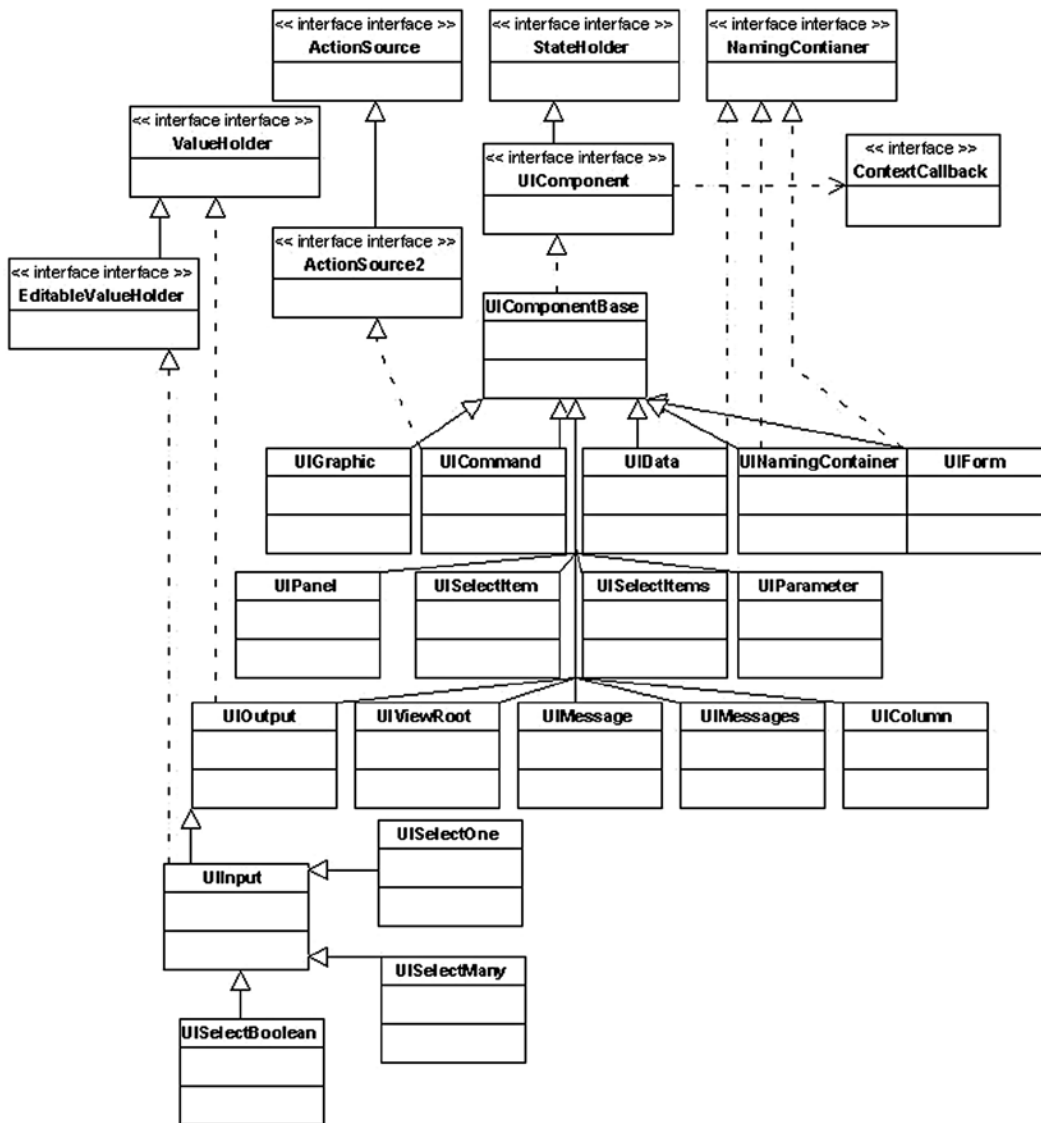 << interface interface >>
ActionSource
<< interface interface >>
StateHolder
<< interface interface >>
NamingContianer
<< interface interface >>
ValueHolder
<< interface interface >>
UIComponent
<< interface >>
ContextCallback
<< interface interface >>
ActionSource2
<< interface interface >>
EditableValueHolder
UIComponentBase
UIGraphic
UICommand
UIData
UINamingContainer
UIForm
UIPanel
UISelectItem
UISelectItems
UIParameter
UIOutput
UIViewRoot
UIMessage
UIMessages
UIColumn
UISelectOne
UIInput
UISelectMany
UISelectBoolean